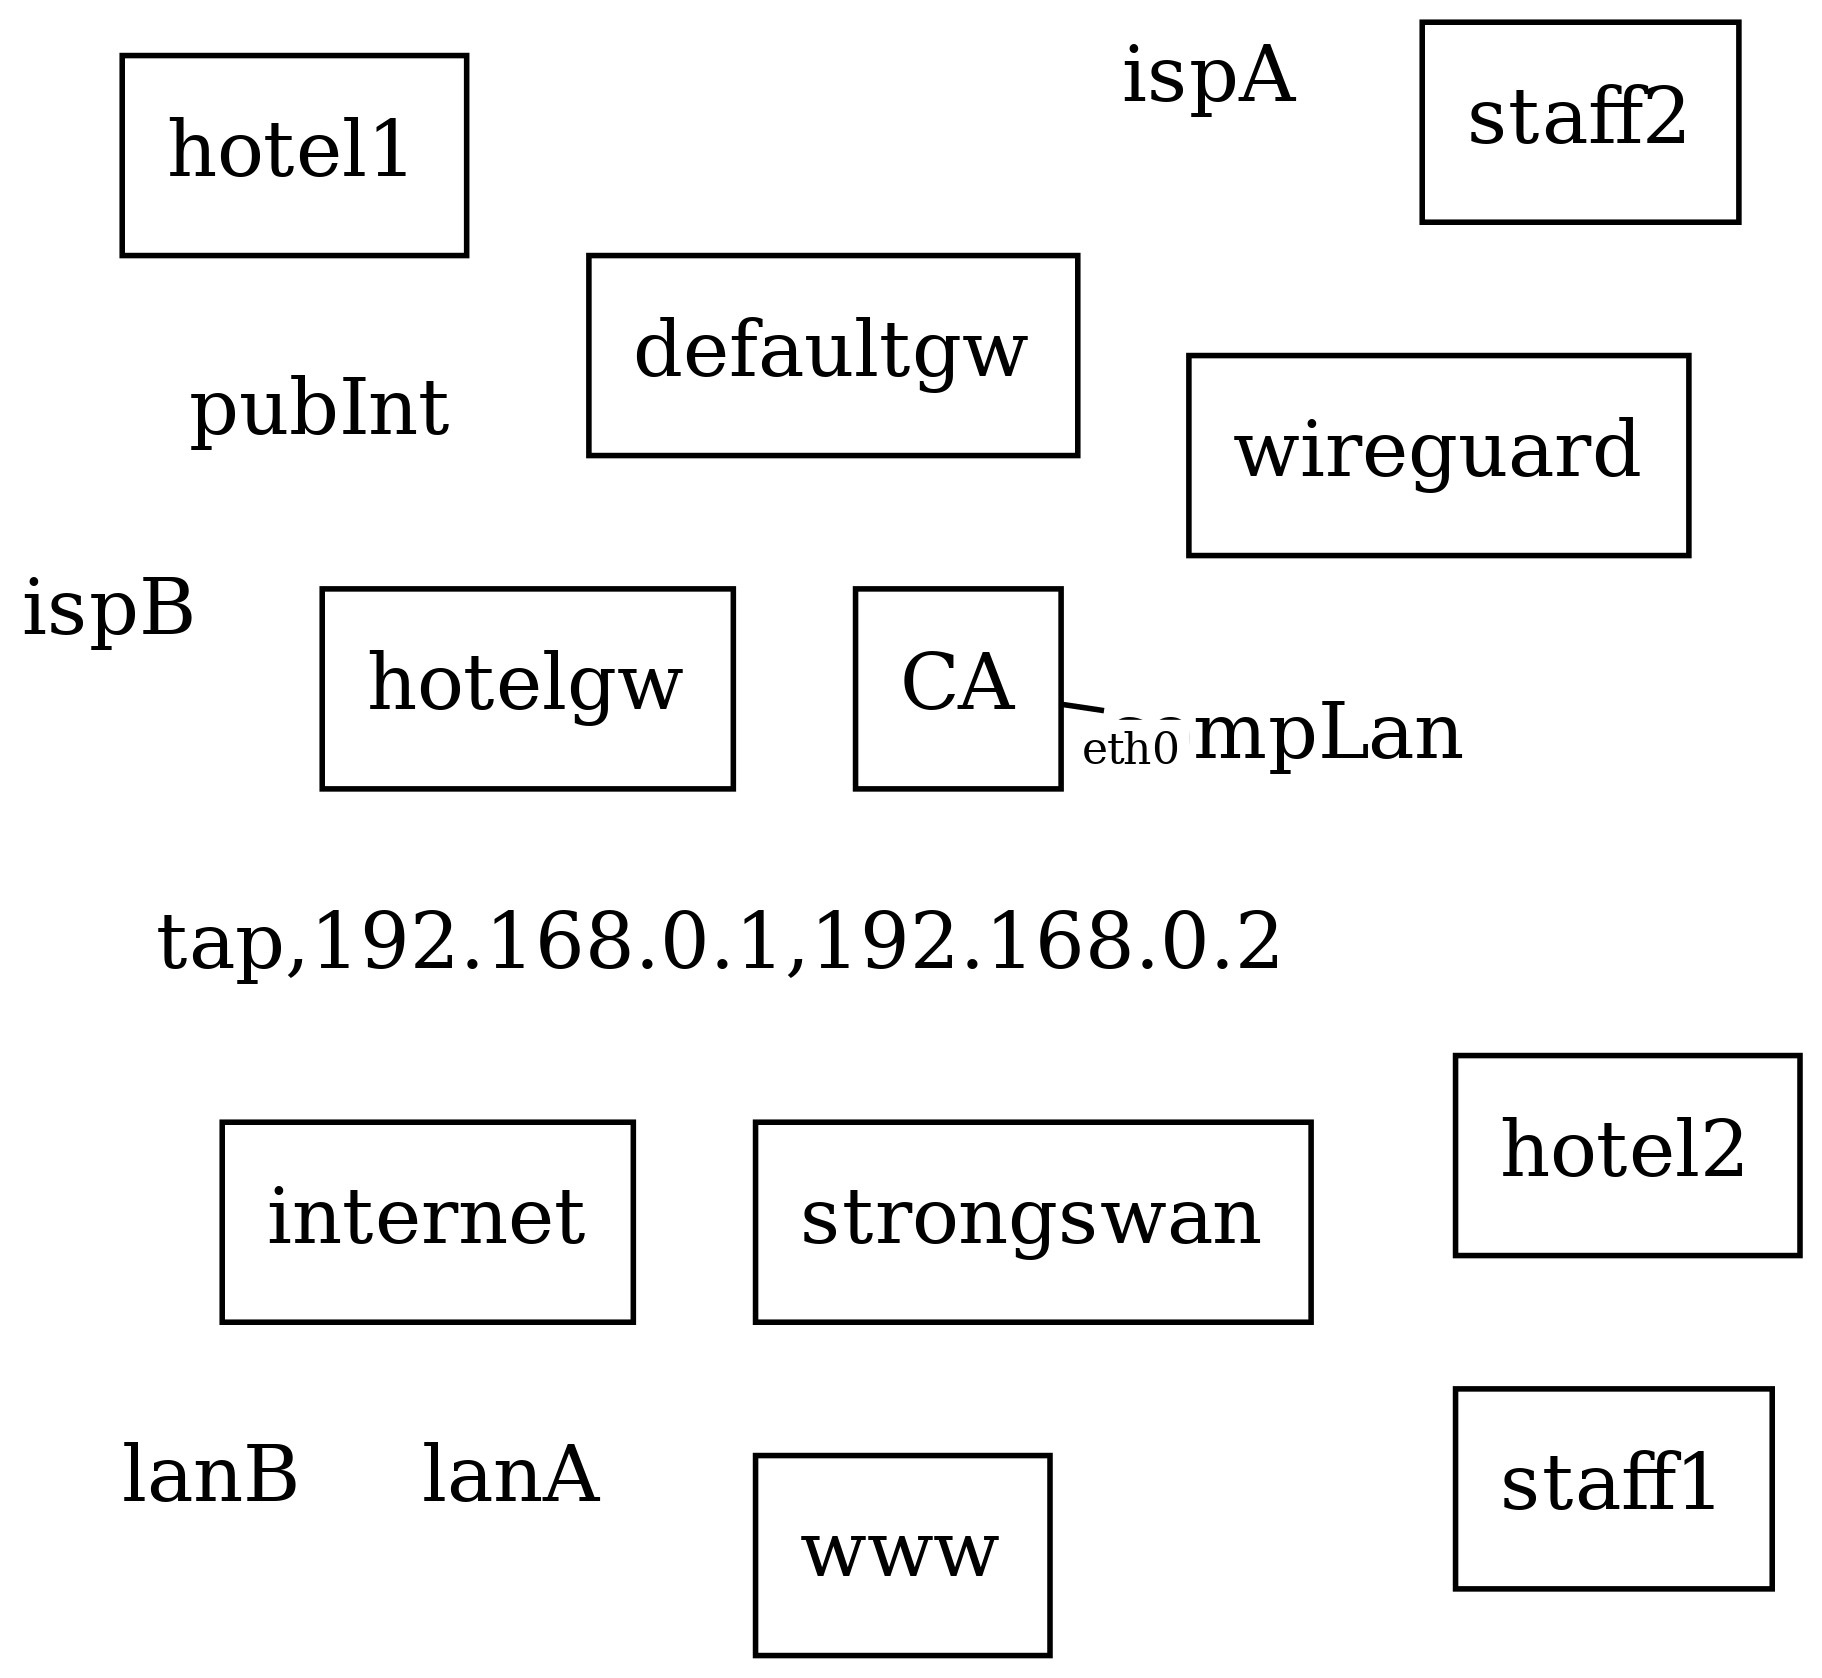 ispA
staff2
hotel1
defaultgw
pubInt
wireguard
ispB
hotelgw
CA
mpLan
eth0
tap,192.168.0.1,192.168.0.2
hotel2
internet
strongswan
lanB
lanA
staff1
www